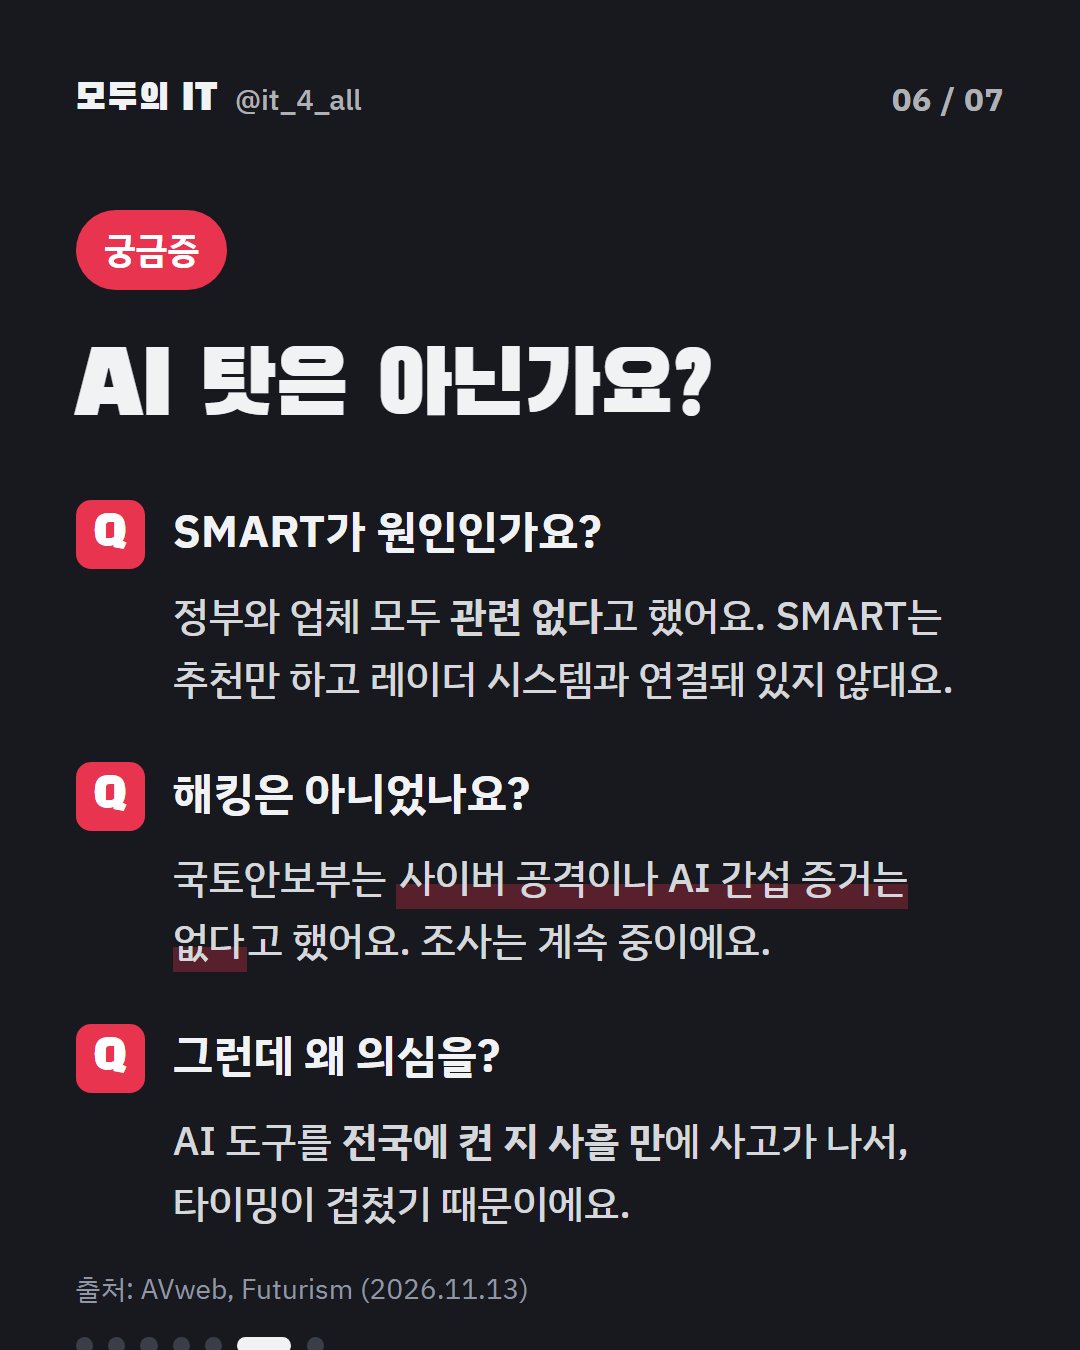 모두의 IT @it_4_all
06 / 07
궁금증
AI 탓은 아닌가요?
Q SMART가 원인인가요?
정부와 업체 모두 관련 없다고 했어요. SMART는
추천만 하고 레이더 시스템과 연결돼 있지 않대요.
Q 해킹은 아니었나요?
국토안보부는 사이버 공격이나 AI 간섭 증거는
없다고 했어요. 조사는 계속 중이에요.
Q 그런데 왜 의심을?
AI 도구를 전국에 켠 지 사흘 만에 사고가 나서,
타이밍이 겹쳤기 때문이에요.
출처: AVweb, Futurism (2026.11.13)